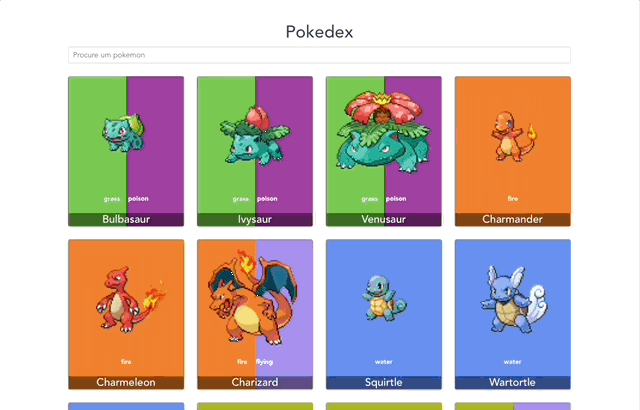 Pokedex
Procure um pokemon
grass poison
Bulbasaur
grass poison
Ivysaur
grass poison
Venusaur
fire
Charmander
fire
Charmeleon
fire flying
Charizard
water
Squirtle
water
Wartortle